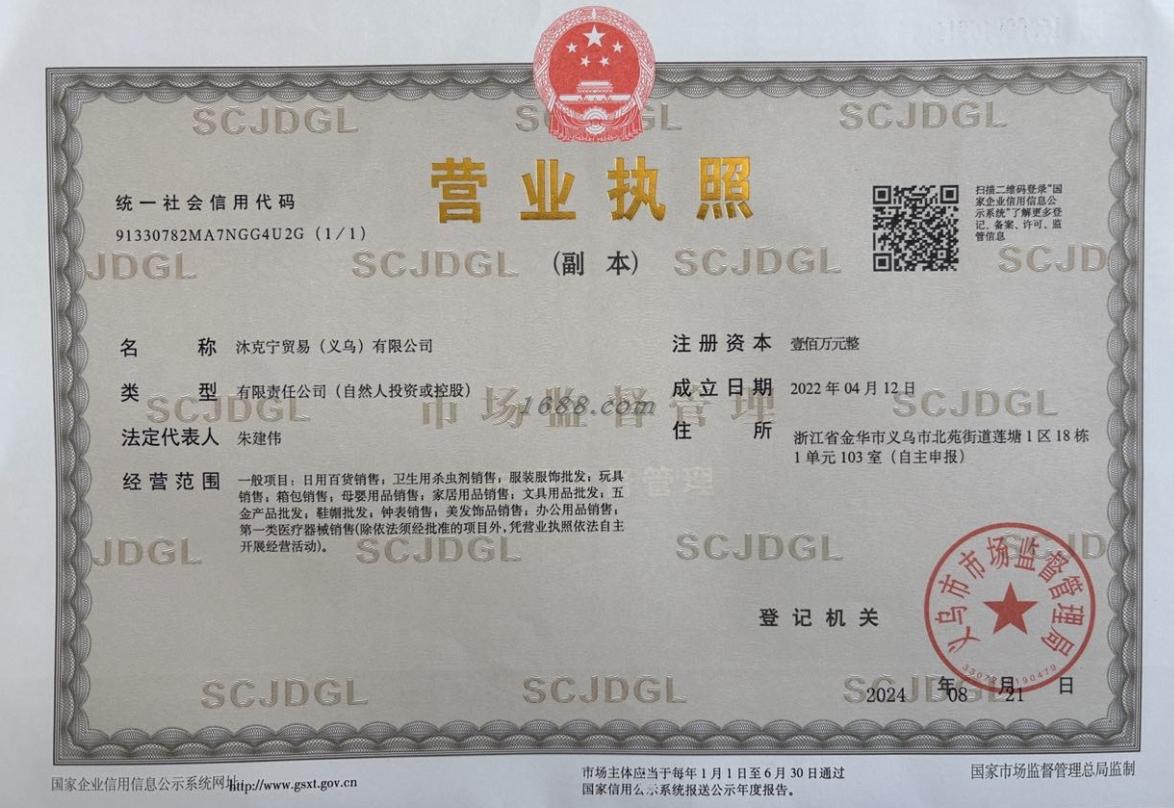 SCJDGL SCJDGL SCJDGL
营业执照
(副 本)
统一社会信用代码
91330782MA7NGG4U2G (1/1)
扫描二维码登录“国
家企业信用信息公
示系统”了解更多登
记、备案、许可、监
管信息
JDGL SCJDGL SCJDGL SCJD
名 称 沐克宁贸易（义乌）有限公司
类 型 有限责任公司（自然人投资或控股）
法定代表人 朱建伟
经营范围 一般项目：日用百货销售；卫生用杀虫剂销售；服装服饰批发；玩具
销售；箱包销售；母婴用品销售；家居用品销售；文具用品批发；五
金产品批发；鞋帽批发；钟表销售；美发饰品销售；办公用品销售；
第一类医疗器械销售(除依法须经批准的项目外，凭营业执照依法自主
开展经营活动)。
注册资本 壹佰万元整
成立日期 2022年04月12日
住 所 浙江省金华市义乌市北苑街道莲塘1区18栋
1单元103室（自主申报）
SCJDGL 市场监督管理 SCJDGL
1688.com
管理
JDGL SCJDGL SCJDGL SCJD
登记机关
义乌市市场监督管理局
2024年08月21日
SCJDGL SCJDGL SCJDGL
国家企业信用信息公示系统网址http://www.gsxt.gov.cn
市场主体应当于每年1月1日至6月30日通过
国家信用公示系统报送公示年度报告。
国家市场监督管理总局监制